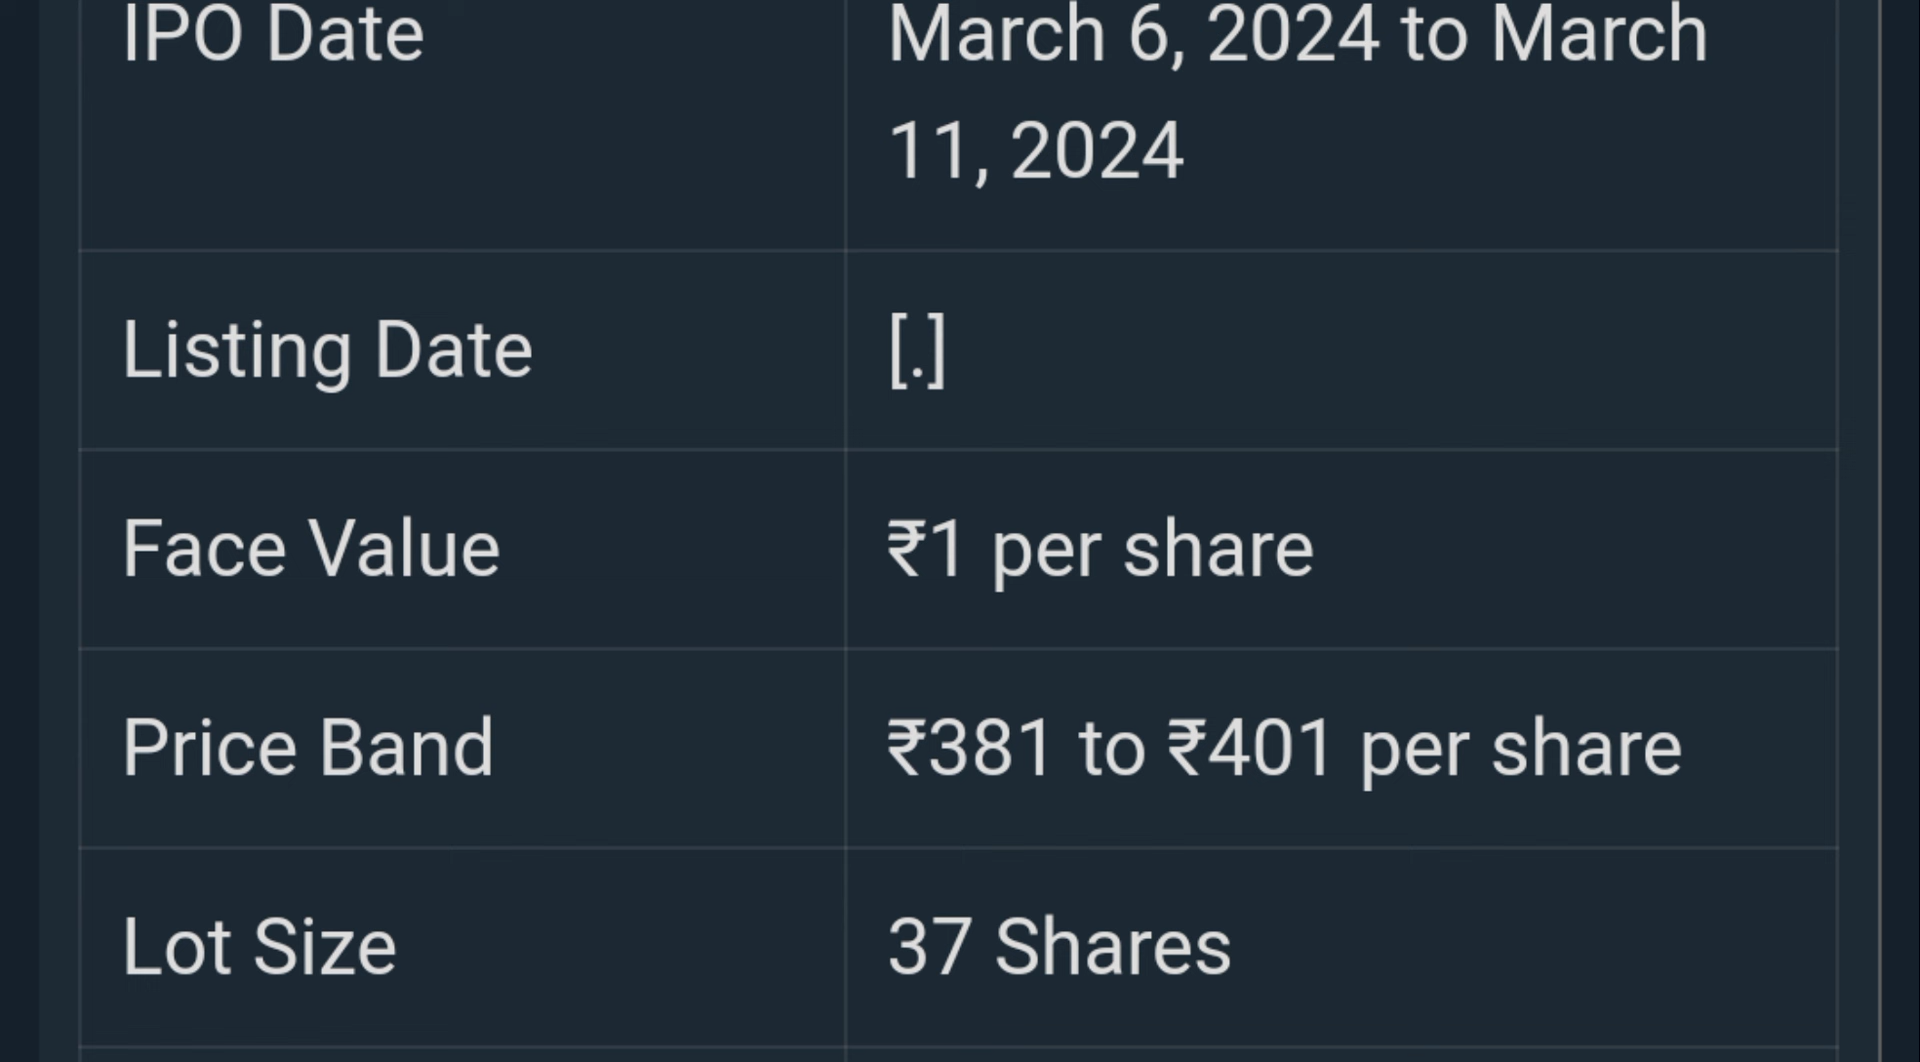 IPO Date
March 6, 2024 to March
11, 2024
Listing Date
[.]
Face Value
₹1 per share
Price Band
₹381 to ₹401 per share
Lot Size
37 Shares